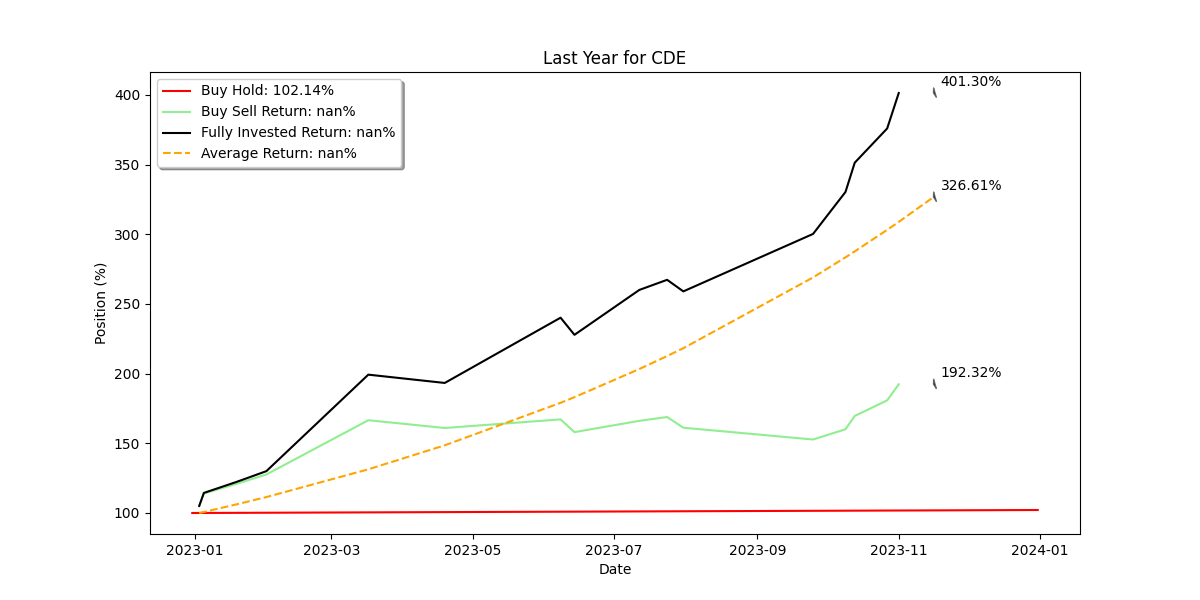 Last Year for CDE
401.30%
400
Buy Hold: 102.14%
Buy Sell Return: nan%
Fully Invested Return: nan%
Average Return: nan%
350
326.61%
300
250
Position (%)
200
192.32%
150
100
2023-01 2023-03 2023-05 2023-07 2023-09 2023-11 2024-01
Date